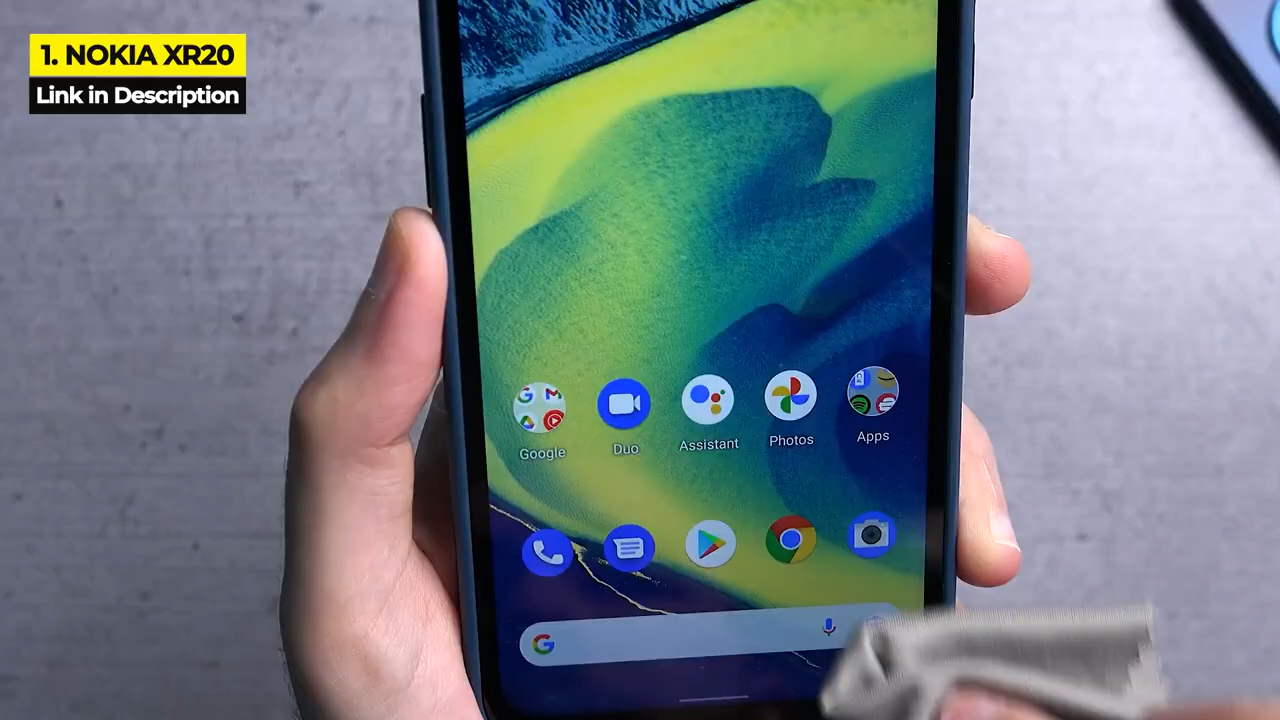 1. NOKIA XR20
Link in Description
Google
Duo
Assistant
Photos
Apps
G